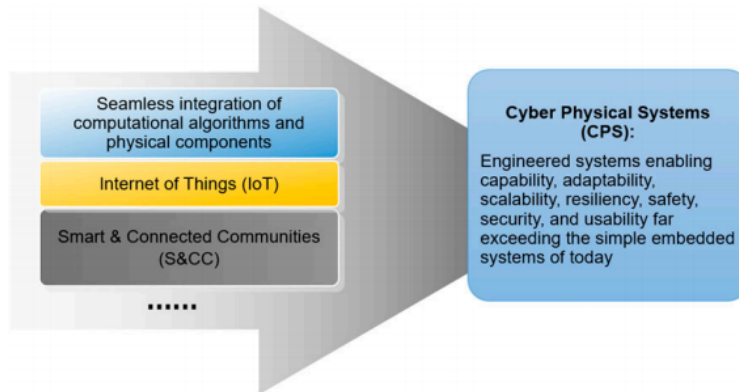 Seamless integration of
computational algorithms and
physical components
Internet of Things (IoT)
Smart & Connected Communities
(S&CC)
......
Cyber Physical Systems
(CPS):
Engineered systems enabling
capability, adaptability,
scalability, resiliency, safety,
security, and usability far
exceeding the simple embedded
systems of today